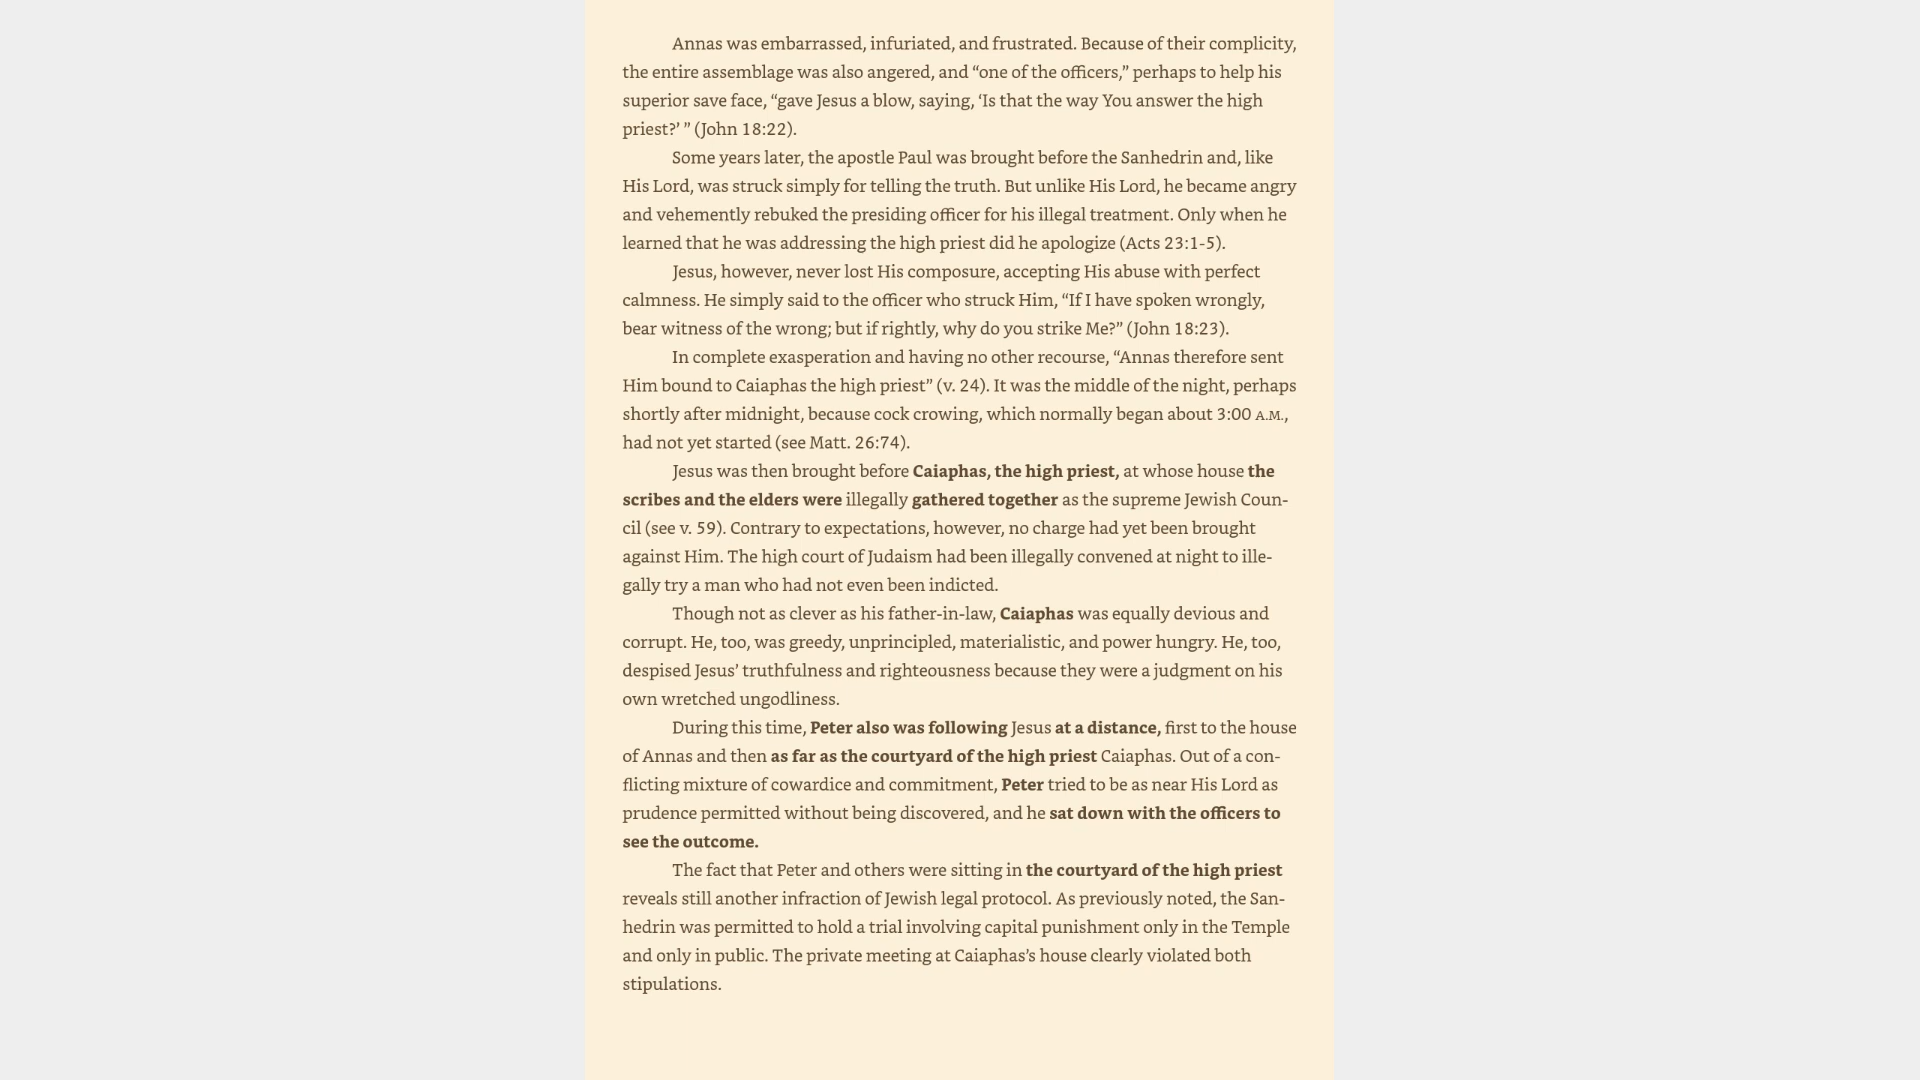 Annas was embarrassed, infuriated, and frustrated. Because of their complicity,
the entire assemblage was also angered, and “one of the officers,” perhaps to help his
superior save face, “gave Jesus a blow, saying, ‘Is that the way You answer the high
priest?’ ” (John 18:22).
Some years later, the apostle Paul was brought before the Sanhedrin and, like
His Lord, was struck simply for telling the truth. But unlike His Lord, he became angry
and vehemently rebuked the presiding officer for his illegal treatment. Only when he
learned that he was addressing the high priest did he apologize (Acts 23:1-5).
Jesus, however, never lost His composure, accepting His abuse with perfect
calmness. He simply said to the officer who struck Him, “If I have spoken wrongly,
bear witness of the wrong; but if rightly, why do you strike Me?” (John 18:23).
In complete exasperation and having no other recourse, “Annas therefore sent
Him bound to Caiaphas the high priest” (v. 24). It was the middle of the night, perhaps
shortly after midnight, because cock crowing, which normally began about 3:00 A.M.,
had not yet started (see Matt. 26:74).
Jesus was then brought before Caiaphas, the high priest, at whose house the
scribes and the elders were illegally gathered together as the supreme Jewish Coun-
cil (see v. 59). Contrary to expectations, however, no charge had yet been brought
against Him. The high court of Judaism had been illegally convened at night to ille-
gally try a man who had not even been indicted.
Though not as clever as his father-in-law, Caiaphas was equally devious and
corrupt. He, too, was greedy, unprincipled, materialistic, and power hungry. He, too,
despised Jesus’ truthfulness and righteousness because they were a judgment on his
own wretched ungodliness.
During this time, Peter also was following Jesus at a distance, first to the house
of Annas and then as far as the courtyard of the high priest Caiaphas. Out of a con-
flicting mixture of cowardice and commitment, Peter tried to be as near His Lord as
prudence permitted without being discovered, and he sat down with the officers to
see the outcome.
The fact that Peter and others were sitting in the courtyard of the high priest
reveals still another infraction of Jewish legal protocol. As previously noted, the San-
hedrin was permitted to hold a trial involving capital punishment only in the Temple
and only in public. The private meeting at Caiaphas’s house clearly violated both
stipulations.